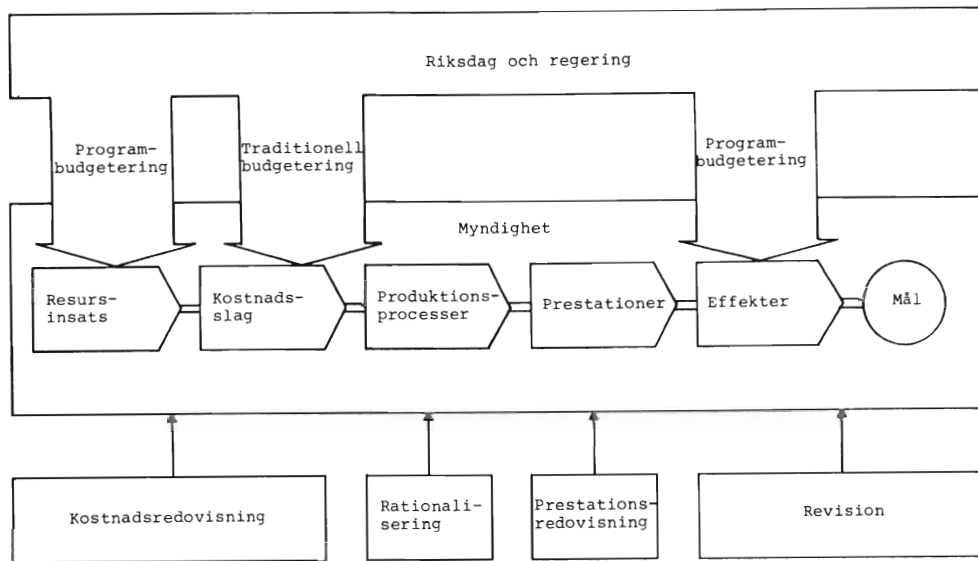 Riksdag och regering
Program-
budgetering
Traditionell
budgetering
Program-
budgetering
Myndighet
Resurs-
insats
Kostnads-
slag
Produktions-
processer
Prestationer
Effekter
Mål
Kostnadsredovisning
Rationali-
sering
Prestations-
redovisning
Revision